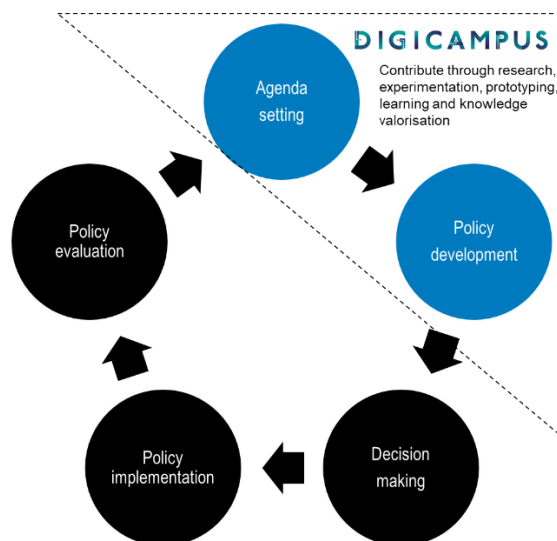 DIGICAMPUS
Contribute through research,
experimentation, prototyping,
learning and knowledge
valorisation
Agenda
setting
Policy
development
Decision
making
Policy
implementation
Policy
evaluation